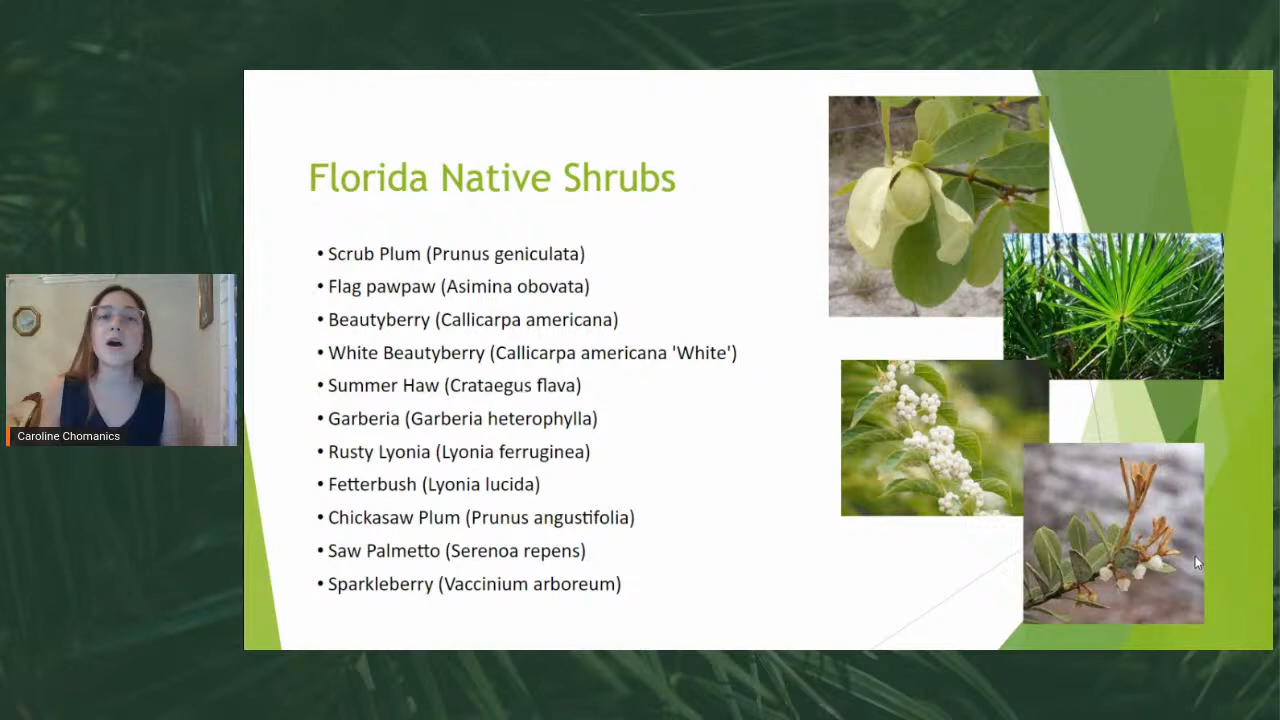 Florida Native Shrubs
• Scrub Plum (Prunus geniculata)
• Flag pawpaw (Asimina obovata)
• Beautyberry (Callicarpa americana)
• White Beautyberry (Callicarpa americana 'White')
• Summer Haw (Crataegus flava)
• Garberia (Garberia heterophylla)
• Rusty Lyonia (Lyonia ferruginea)
• Fetterbush (Lyonia lucida)
• Chickasaw Plum (Prunus angustifolia)
• Saw Palmetto (Serenoa repens)
• Sparkleberry (Vaccinium arboreum)
Caroline Chomanics